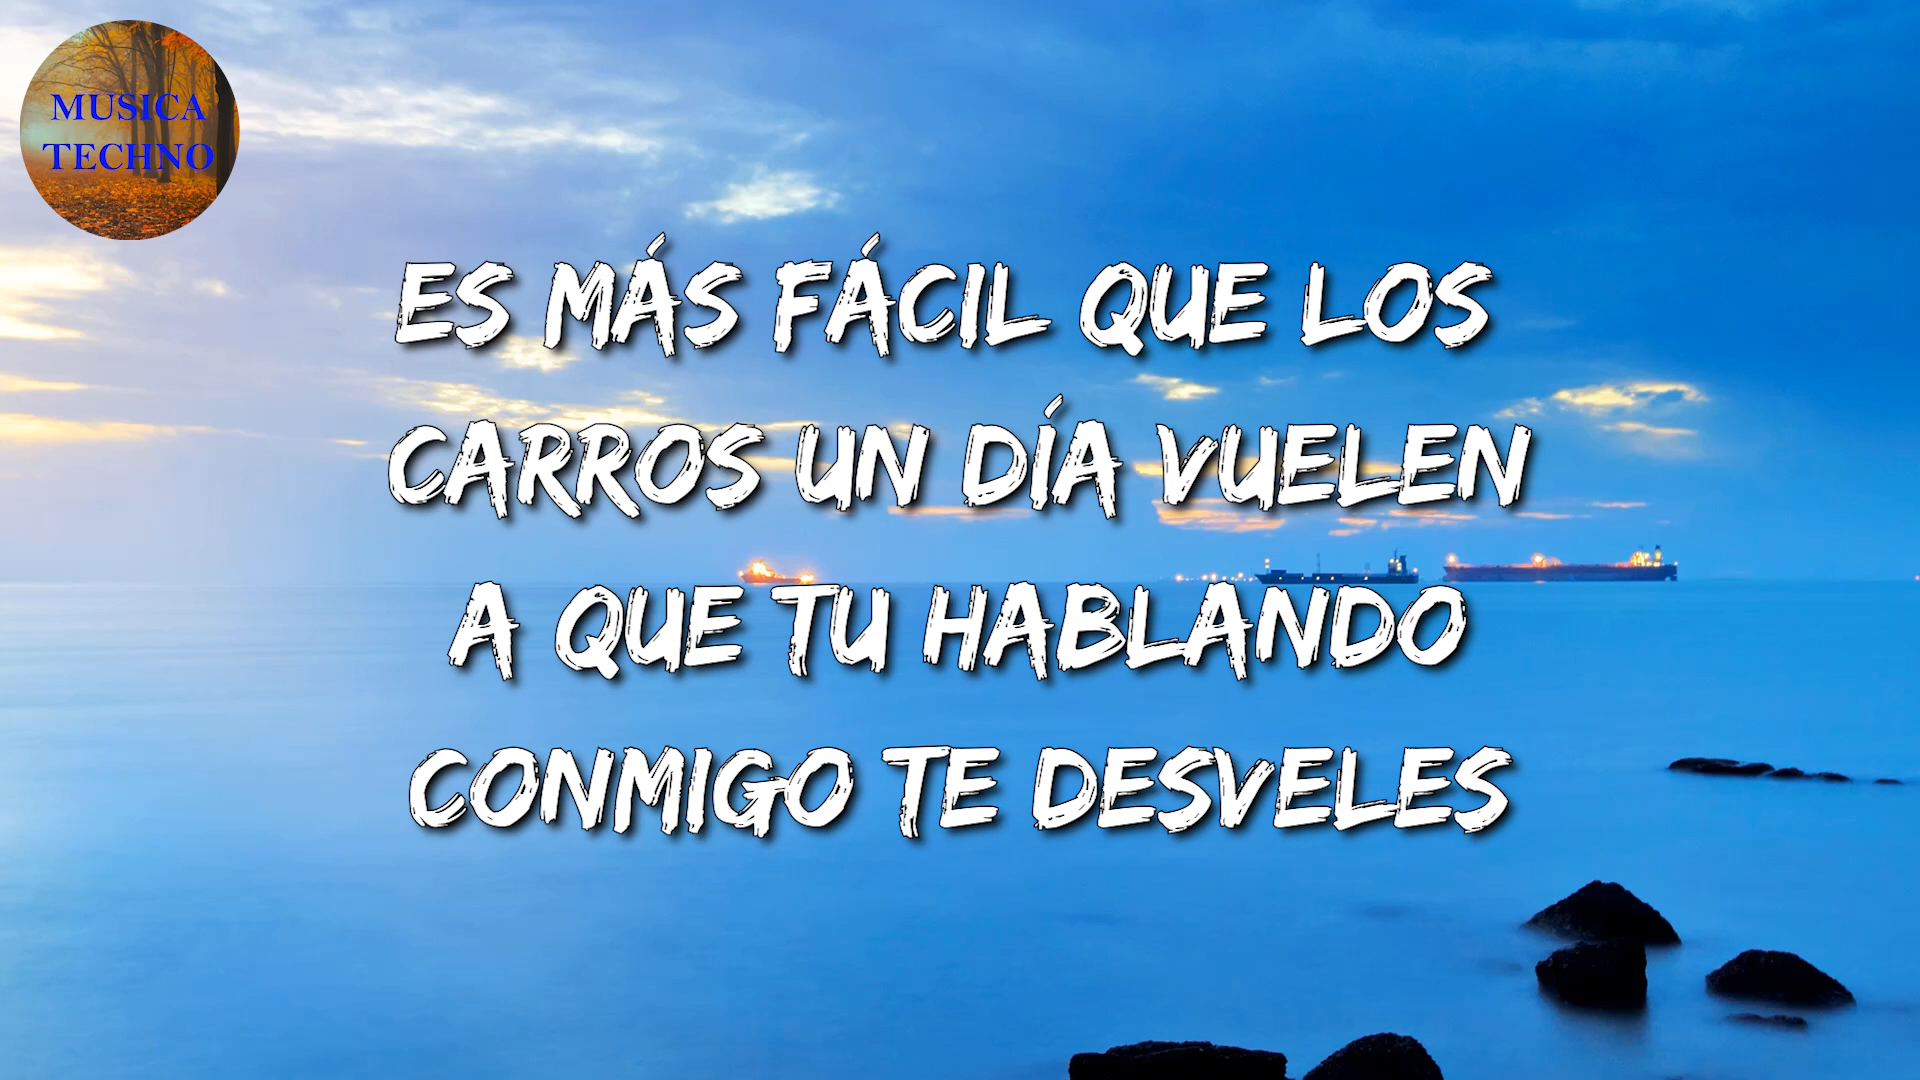 MUSICA
TECHNO
ES MÁS FÁCIL QUE LOS
CARROS UN DÍA VUELEN
A QUE TU HABLANDO
CONMIGO TE DESVELES